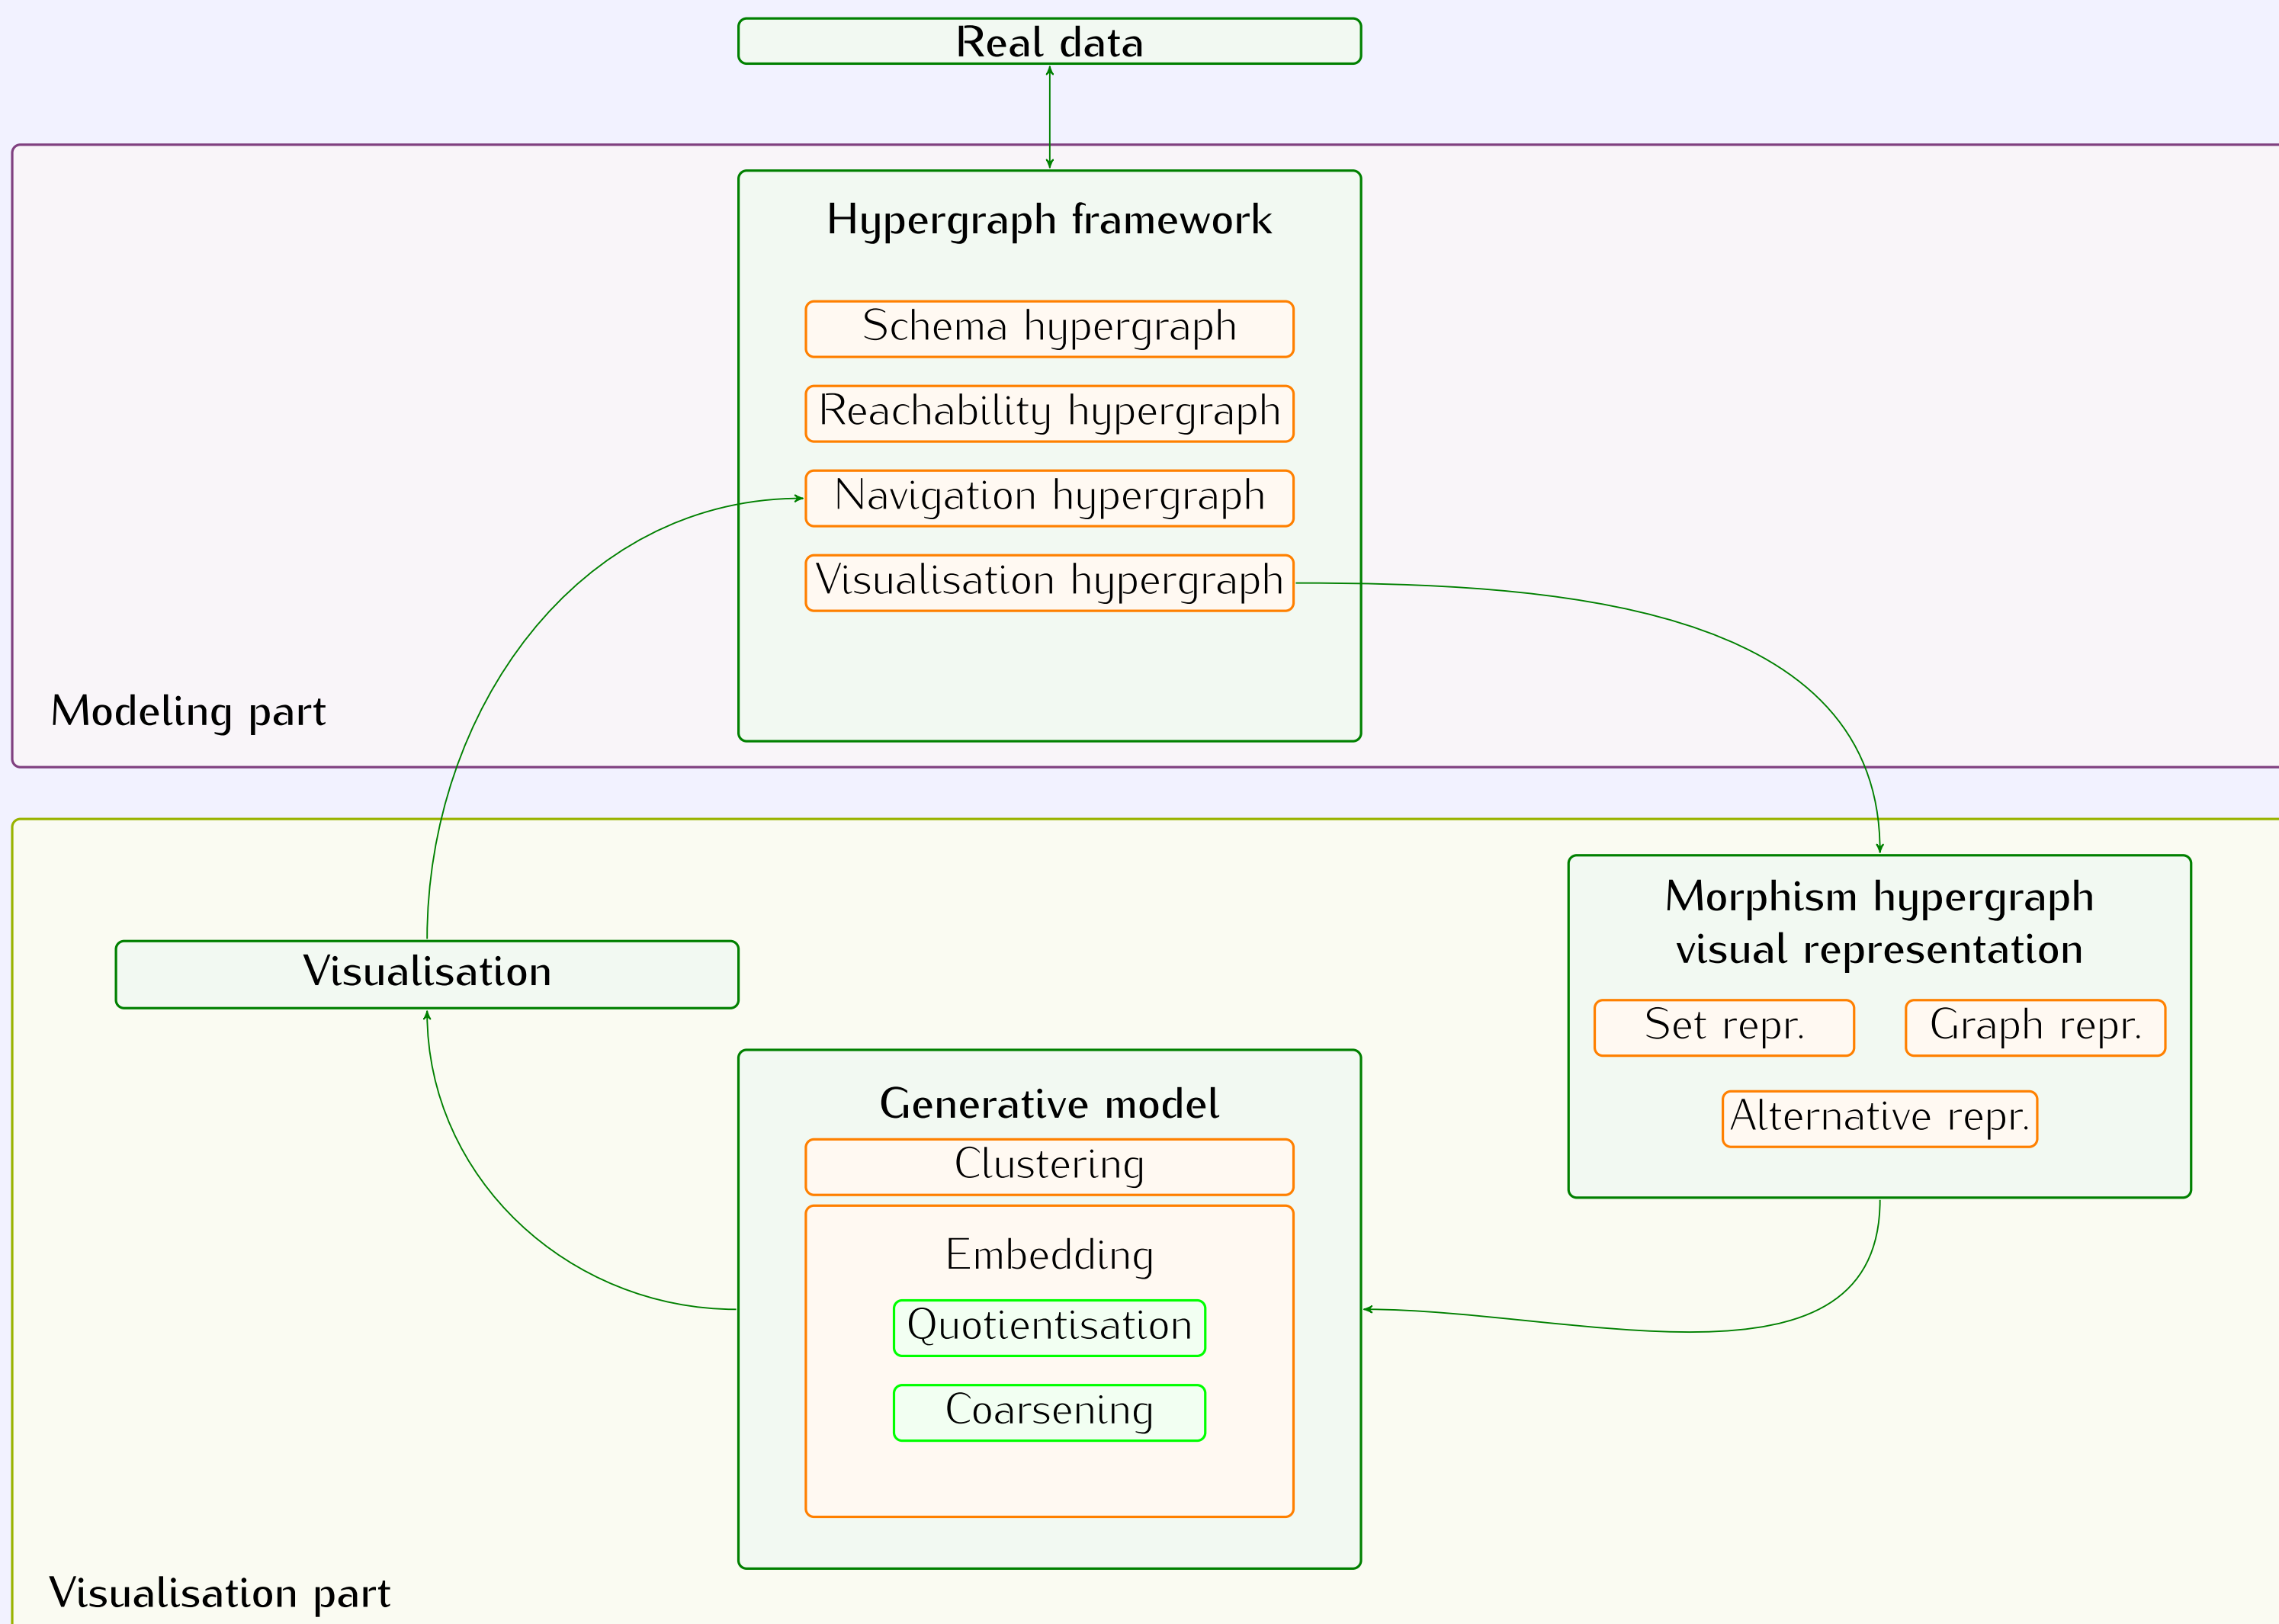 Real data
Hypergraph framework
Schema hypergraph
Reachability hypergraph
Navigation hypergraph
Visualisation hypergraph
Modeling part
Morphism hypergraph
visual representation
Set repr.
Graph repr.
Alternative repr.
Visualisation
Generative model
Clustering
Embedding
Quotientisation
Coarsening
Visualisation part